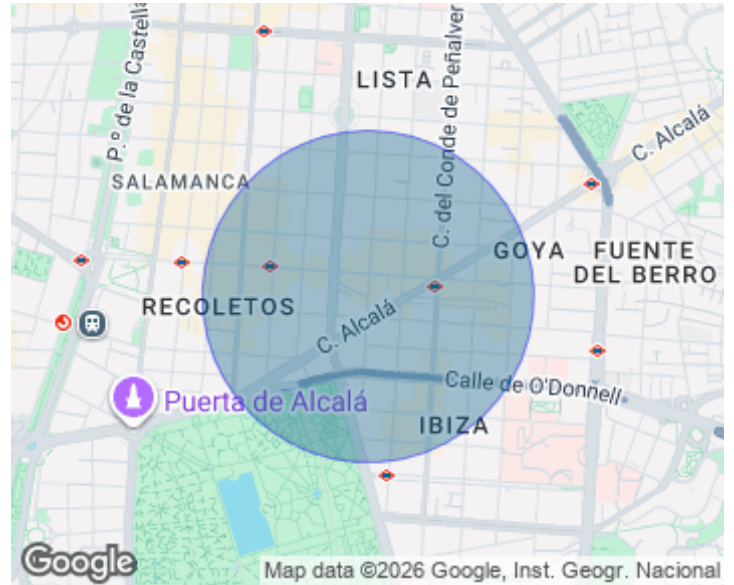 P.º de la Castella
LISTA
C. del Conde de Peñalver
C. Alcalá
SALAMANCA
GOYA
FUENTE
DEL BERRO
RECOLETOS
C. Alcalá
Calle de O'Donnell
Puerta de Alcalá
IBIZA
Google
Map data ©2026 Google, Inst. Geogr. Nacional